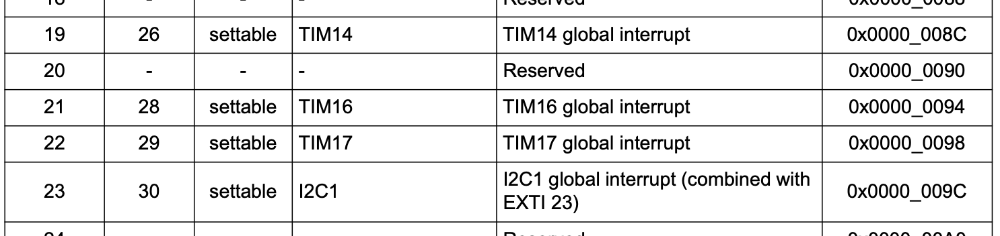 18 - - - Reserved 0x0000_0088
19 26 settable TIM14 TIM14 global interrupt 0x0000_008C
20 - - - Reserved 0x0000_0090
21 28 settable TIM16 TIM16 global interrupt 0x0000_0094
22 29 settable TIM17 TIM17 global interrupt 0x0000_0098
23 30 settable I2C1 I2C1 global interrupt (combined with
EXTI 23) 0x0000_009C
24 Reserved 0x0000_00A0